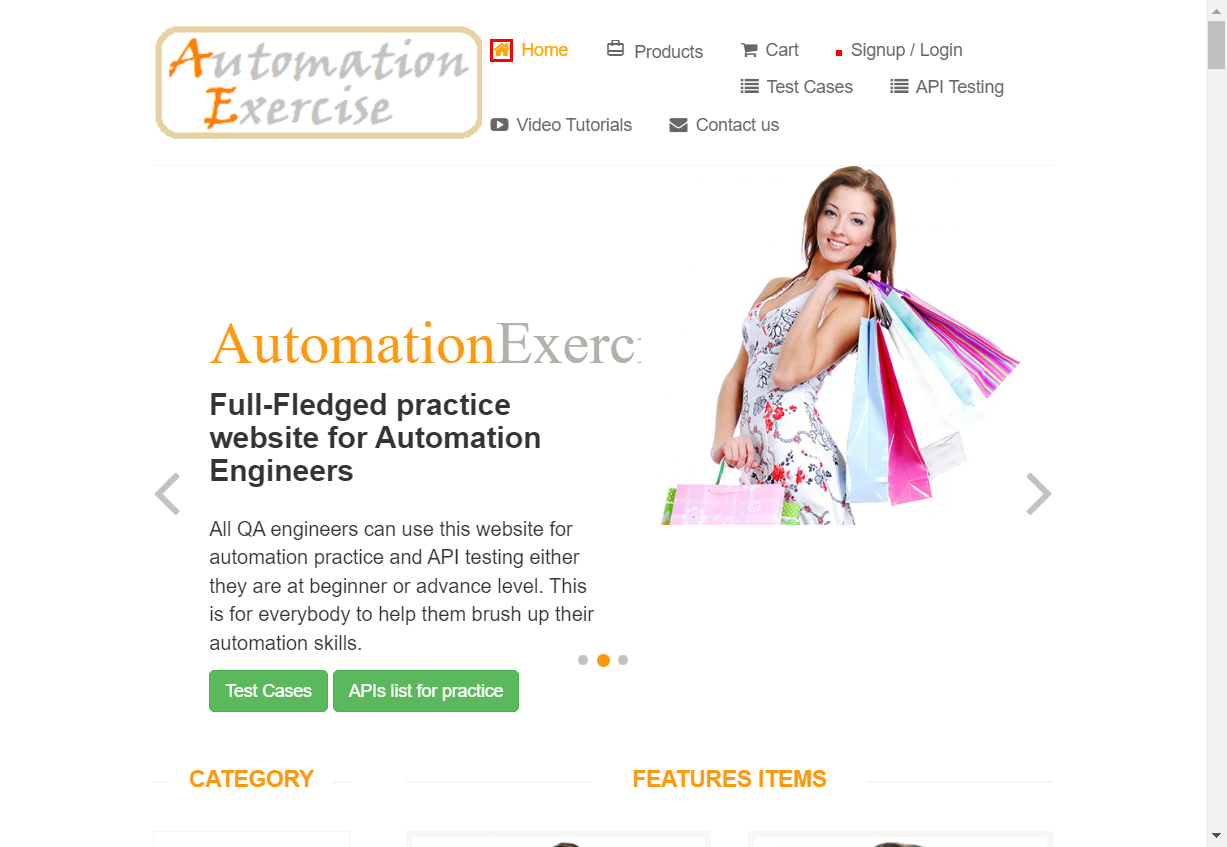 Automation
Exercise
Home
Products
Cart
Signup / Login
Test Cases
API Testing
Video Tutorials
Contact us
AutomationExerc
Full-Fledged practice
website for Automation
Engineers
All QA engineers can use this website for
automation practice and API testing either
they are at beginner or advance level. This
is for everybody to help them brush up their
automation skills.
Test Cases
APIs list for practice
CATEGORY
FEATURES ITEMS